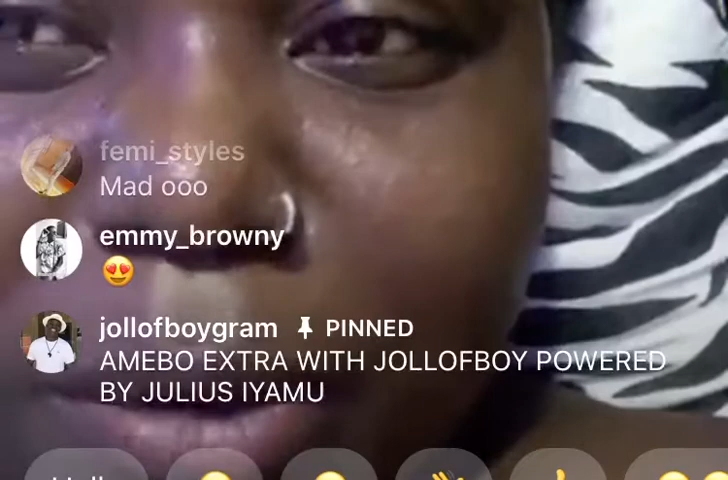 femi_styles
Mad ooo
emmy_browny
😍
jollofboygram PINNED
AMEBO EXTRA WITH JOLLOFBOY POWERED
BY JULIUS IYAMU